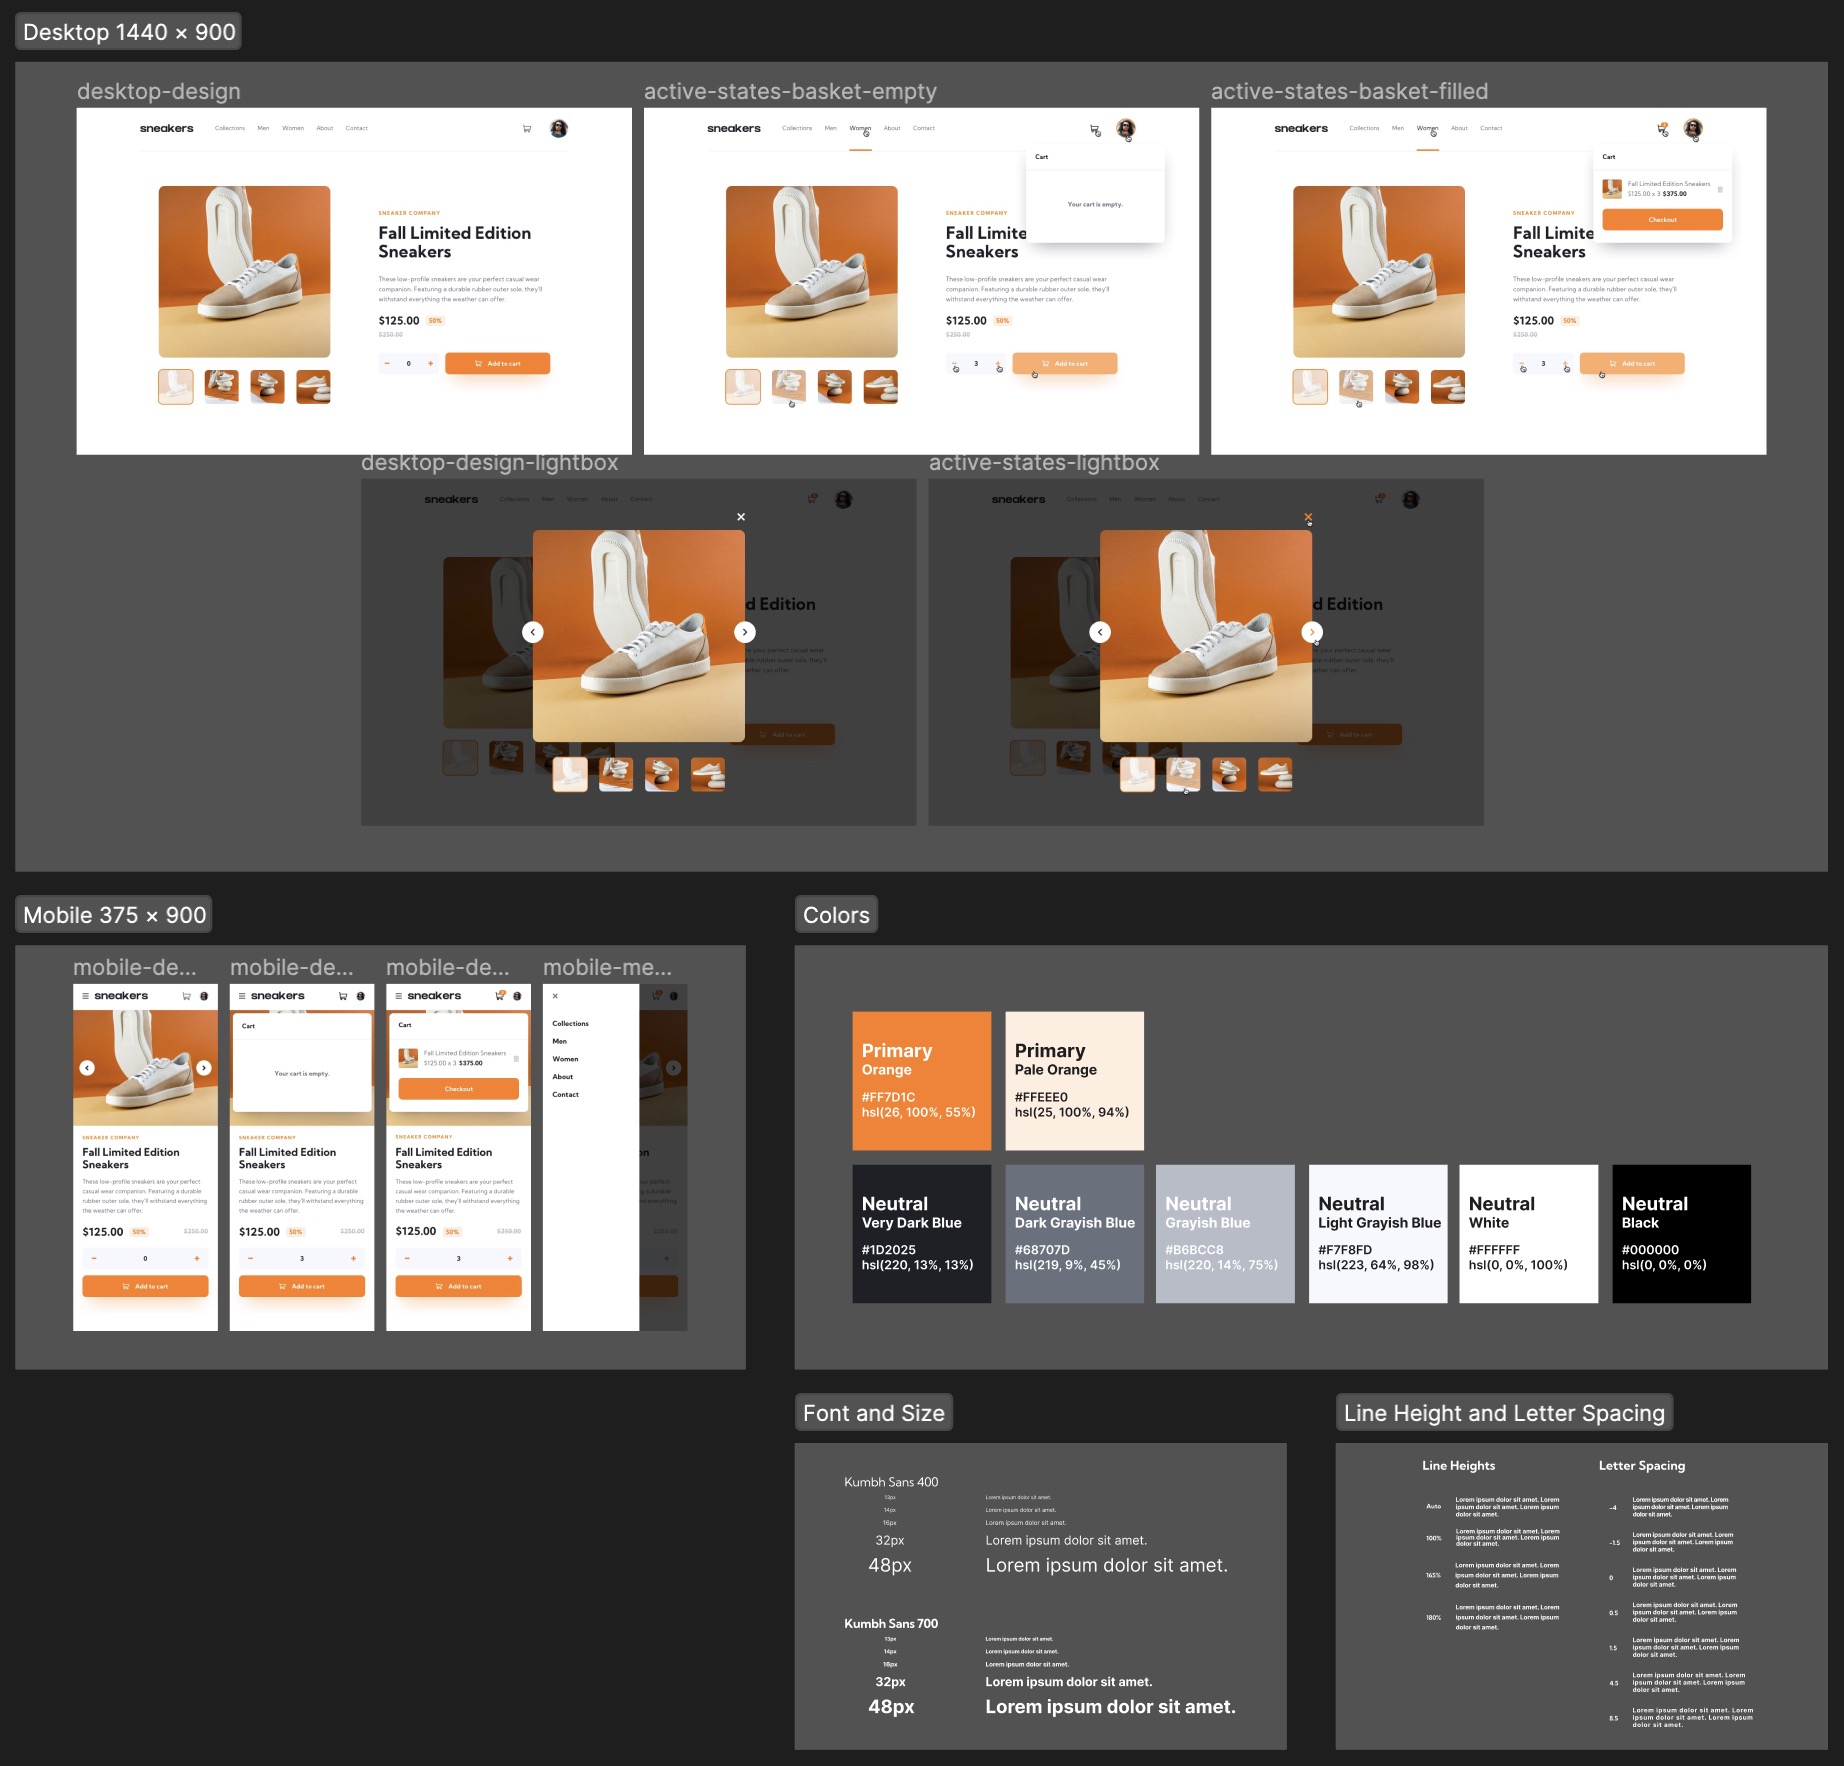 Desktop 1440 × 900
desktop-design
sneakers
Collections
Men
Women
About
Contact
SNEAKER COMPANY
Fall Limited Edition
Sneakers
These low-profile sneakers are your perfect casual wear
companion. Featuring a durable rubber outer sole, they'll
withstand everything the weather can offer.
$125.00
50%
$250.00
0
Add to cart
active-states-basket-empty
sneakers
Collections
Men
Women
About
Contact
Cart
Your cart is empty.
SNEAKER COMPANY
Fall Limite
Sneakers
These low-profile sneakers are your perfect casual wear
companion. Featuring a durable rubber outer sole, they'll
withstand everything the weather can offer.
$125.00
50%
$250.00
3
Add to cart
active-states-basket-filled
sneakers
Collections
Men
Women
About
Contact
Cart
Fall Limited Edition Sneakers
$125.00 x 3 $375.00
Checkout
SNEAKER COMPANY
Fall Limite
Sneakers
These low-profile sneakers are your perfect casual wear
companion. Featuring a durable rubber outer sole, they'll
withstand everything the weather can offer.
$125.00
50%
$250.00
3
Add to cart
desktop-design-lightbox
sneakers
Collections
Men
Women
About
Contact
d Edition
e your perfect casual wear
le rubber outer sole, they'll
eather can offer.
Add to cart
active-states-lightbox
sneakers
Collections
Men
Women
About
Contact
d Edition
e your perfect casual wear
le rubber outer sole, they'll
eather can offer.
Add to cart
Mobile 375 × 900
mobile-de...
sneakers
SNEAKER COMPANY
Fall Limited Edition
Sneakers
These low-profile sneakers are your perfect
casual wear companion. Featuring a durable
rubber outer sole, they'll withstand everything
the weather can offer.
$125.00
50%
$250.00
0
Add to cart
mobile-de...
sneakers
Cart
Your cart is empty.
SNEAKER COMPANY
Fall Limited Edition
Sneakers
These low-profile sneakers are your perfect
casual wear companion. Featuring a durable
rubber outer sole, they'll withstand everything
the weather can offer.
$125.00
50%
$250.00
3
Add to cart
mobile-de...
sneakers
Cart
Fall Limited Edition Sneakers
$125.00 x 3 $375.00
Checkout
SNEAKER COMPANY
Fall Limited Edition
Sneakers
These low-profile sneakers are your perfect
casual wear companion. Featuring a durable
rubber outer sole, they'll withstand everything
the weather can offer.
$125.00
50%
$250.00
3
Add to cart
mobile-me...
Collections
Men
Women
About
Contact
on
perfect
a durable
everything
$250.00
Colors
Primary
Orange
#FF7D1C
hsl(26, 100%, 55%)
Primary
Pale Orange
#FFEEE0
hsl(25, 100%, 94%)
Neutral
Very Dark Blue
#1D2025
hsl(220, 13%, 13%)
Neutral
Dark Grayish Blue
#68707D
hsl(219, 9%, 45%)
Neutral
Grayish Blue
#B6BCC8
hsl(220, 14%, 75%)
Neutral
Light Grayish Blue
#F7F8FD
hsl(223, 64%, 98%)
Neutral
White
#FFFFFF
hsl(0, 0%, 100%)
Neutral
Black
#000000
hsl(0, 0%, 0%)
Font and Size
Kumbh Sans 400
13px Lorem ipsum dolor sit amet.
14px Lorem ipsum dolor sit amet.
16px Lorem ipsum dolor sit amet.
32px Lorem ipsum dolor sit amet.
48px Lorem ipsum dolor sit amet.
Kumbh Sans 700
13px Lorem ipsum dolor sit amet.
14px Lorem ipsum dolor sit amet.
16px Lorem ipsum dolor sit amet.
32px Lorem ipsum dolor sit amet.
48px Lorem ipsum dolor sit amet.
Line Height and Letter Spacing
Line Heights
Auto
Lorem ipsum dolor sit amet. Lorem
ipsum dolor sit amet. Lorem ipsum
dolor sit amet.
100%
Lorem ipsum dolor sit amet. Lorem
ipsum dolor sit amet. Lorem ipsum
dolor sit amet.
165%
Lorem ipsum dolor sit amet. Lorem
ipsum dolor sit amet. Lorem ipsum
dolor sit amet.
180%
Lorem ipsum dolor sit amet. Lorem
ipsum dolor sit amet. Lorem ipsum
dolor sit amet.
Letter Spacing
-4
Lorem ipsum dolor sit amet. Lorem
ipsum dolor sit amet. Lorem ipsum
dolor sit amet.
-1.5
Lorem ipsum dolor sit amet. Lorem
ipsum dolor sit amet. Lorem ipsum
dolor sit amet.
0
Lorem ipsum dolor sit amet. Lorem
ipsum dolor sit amet. Lorem ipsum
dolor sit amet.
0.5
Lorem ipsum dolor sit amet. Lorem
ipsum dolor sit amet. Lorem ipsum
dolor sit amet.
1.5
Lorem ipsum dolor sit amet. Lorem
ipsum dolor sit amet. Lorem ipsum
dolor sit amet.
4.5
Lorem ipsum dolor sit amet. Lorem
ipsum dolor sit amet. Lorem ipsum
dolor sit amet.
8.5
Lorem ipsum dolor sit amet. Lorem
ipsum dolor sit amet. Lorem ipsum
dolor sit amet.